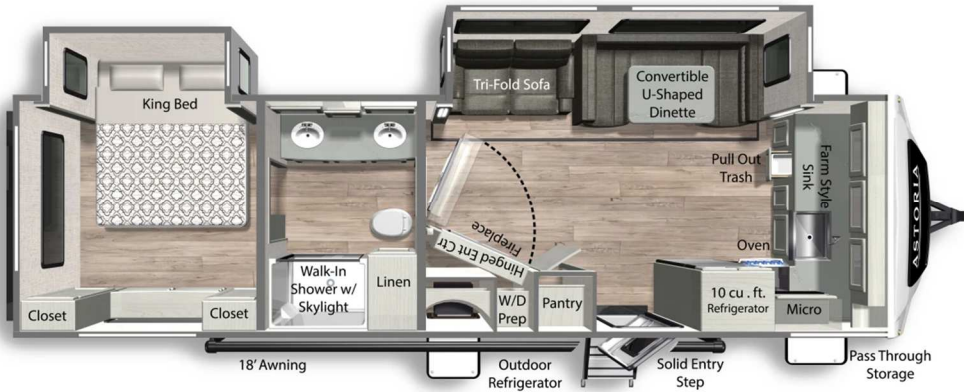 King Bed
Tri-Fold Sofa
Convertible
U-Shaped
Dinette
Pull Out
Trash
Farm Style
Sink
Oven
Hinged Ent Ctr
Fireplace
Walk-In
Shower w/
Skylight
Linen
W/D
Prep
Pantry
10 cu . ft.
Refrigerator
Micro
Closet
Closet
ASTORIA
18' Awning
Outdoor
Refrigerator
Solid Entry
Step
Pass Through
Storage